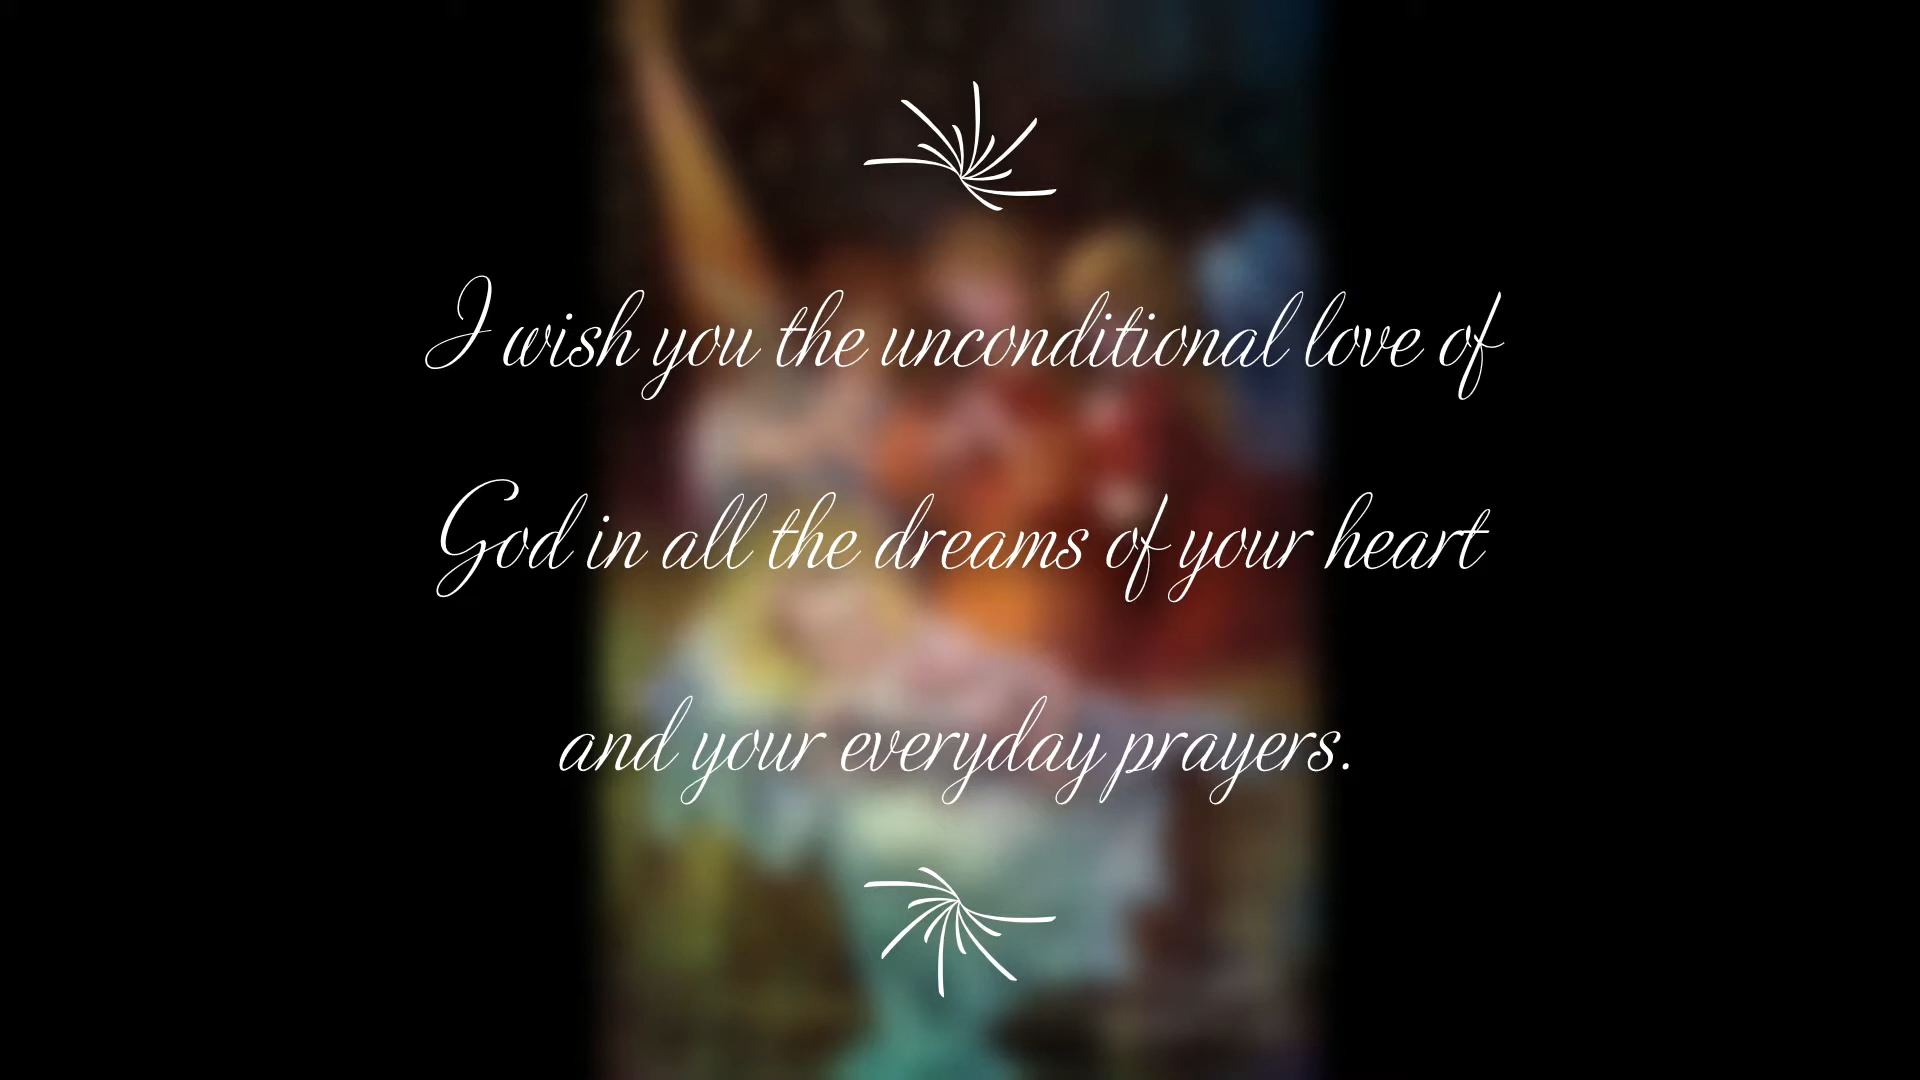 I wish you the unconditional love of
God in all the dreams of your heart
and your everyday prayers.